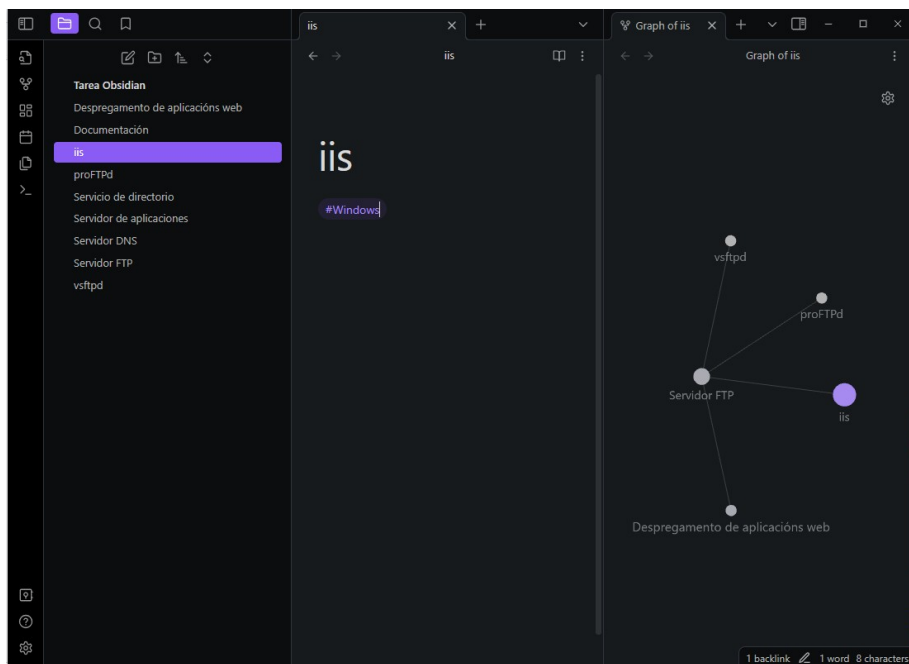 iis
Graph of iis
iis
Graph of iis
Tarea Obsidian
Despregamento de aplicacións web
Documentación
iis
proFTPd
Servicio de directorio
Servidor de aplicaciones
Servidor DNS
Servidor FTP
vsftpd
iis
#Windows
vsftpd
proFTPd
Servidor FTP
iis
Despregamento de aplicacións web
1 backlink 1 word 8 characters